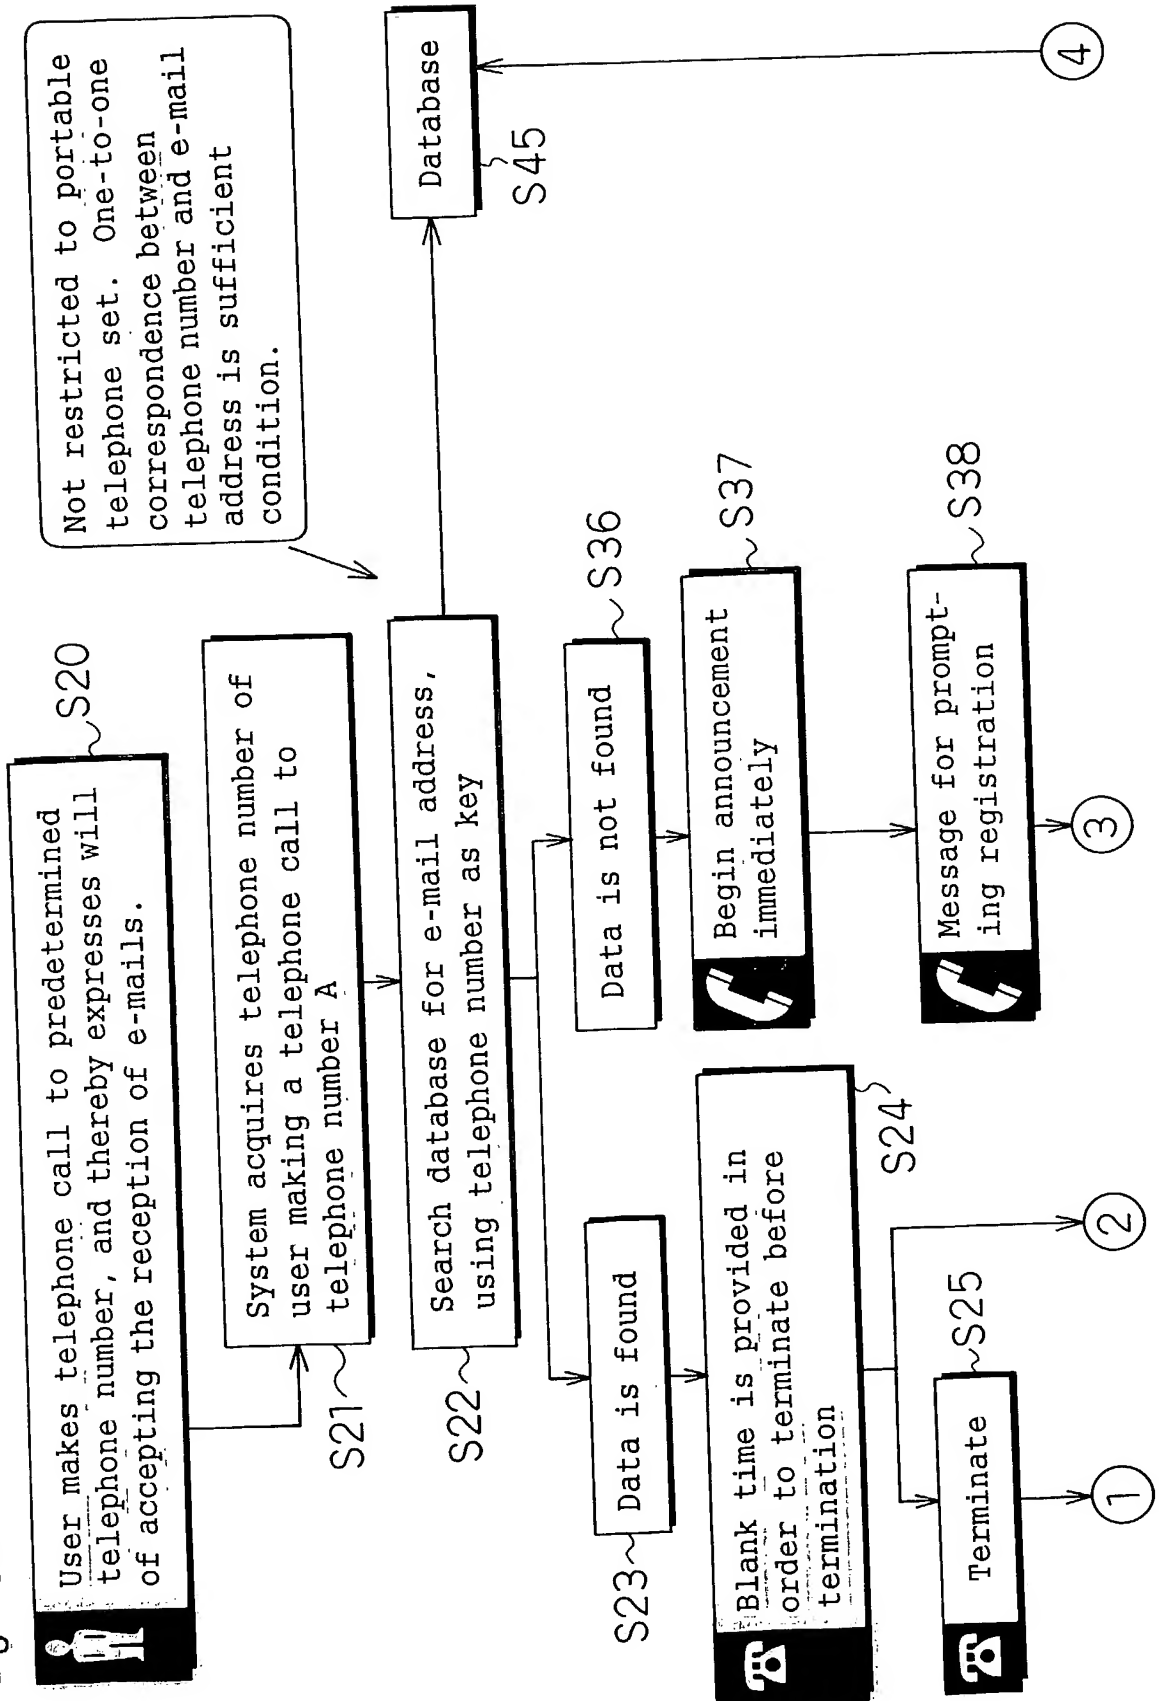 User makes telephone call to predetermined
telephone number, and thereby expresses will
of accepting the reception of e-mails.
S20
Not restricted to portable
telephone set. One-to-one
correspondence between
telephone number and e-mail
address is sufficient
condition.
System acquires telephone number of
user making a telephone call to
telephone number A
S21
Search database for e-mail address,
using telephone number as key
S22
Database
S45
Data is found
S23
Data is not found
S36
Blank time is provided in
order to terminate before
termination
S24
Begin announcement
immediately
S37
Terminate
S25
Message for prompt-
ing registration
S38
1
2
3
4